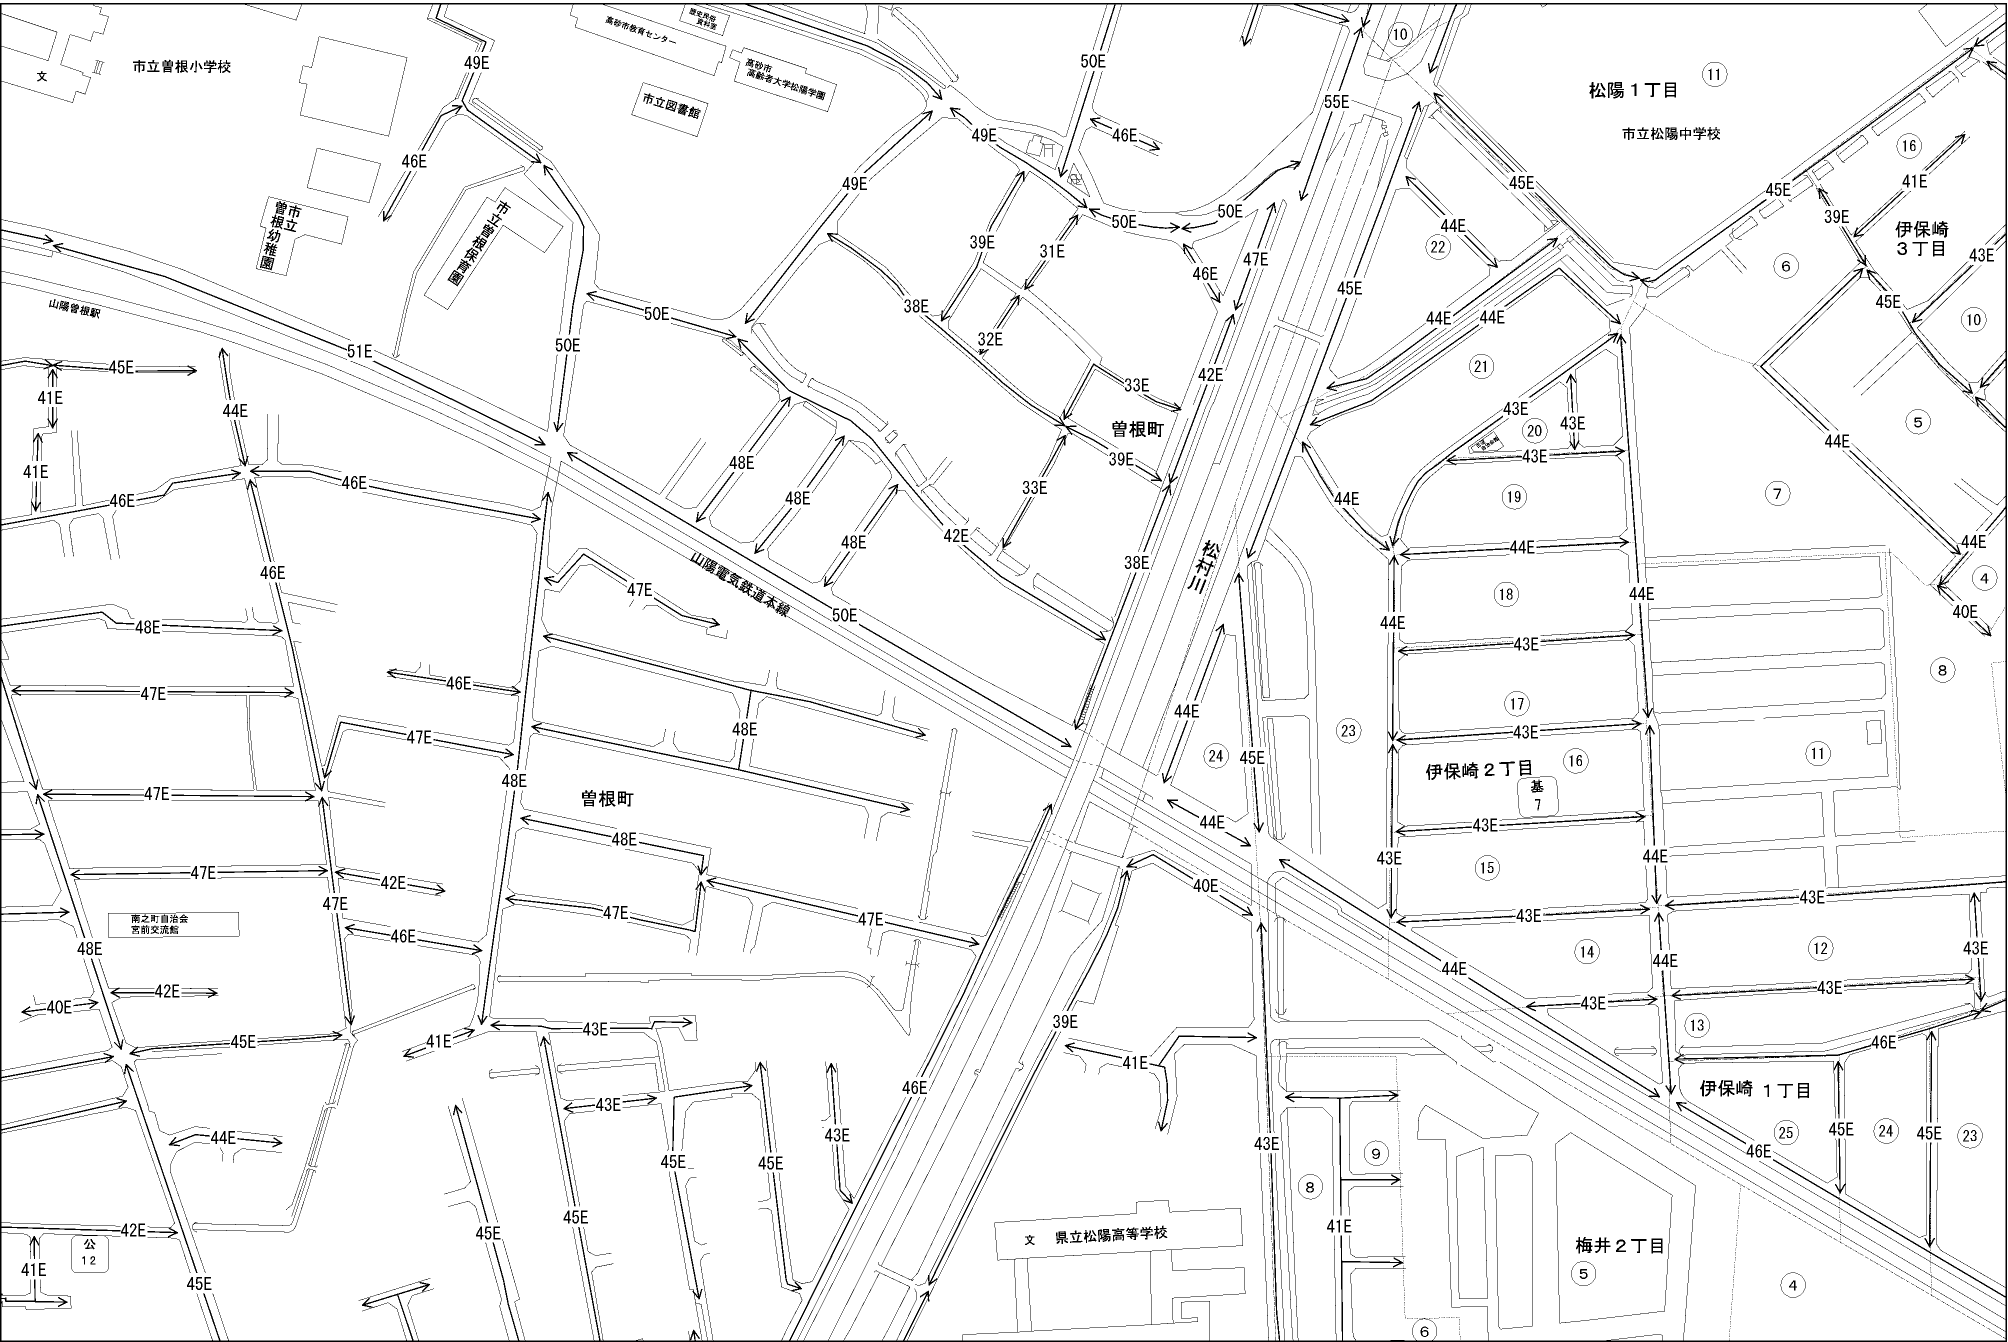 市立曽根小学校
文
49E
歴史民俗
資料室
高砂市教育センター
高砂市
高齢者大学松陽学園
市立図書館
50E
46E
49E
55E
10
11
松陽１丁目
市立松陽中学校
16
46E
49E
45E
45E
41E
39E
伊保崎
３丁目
市立
曽根幼稚園
市立曽根保育園
39E
31E
50E
50E
47E
46E
44E
22
6
43E
45E
45E
10
山陽曽根駅
51E
50E
50E
38E
32E
42E
44E
44E
45E
41E
44E
33E
21
43E
43E
20
43E
44E
5
曽根町
39E
48E
48E
48E
33E
42E
38E
41E
46E
46E
44E
19
7
44E
44E
4
松村川
46E
47E
山陽電気鉄道本線
50E
18
44E
44E
40E
48E
43E
8
46E
47E
48E
44E
24
45E
23
17
43E
16
11
47E
48E
伊保崎２丁目
基
7
47E
曽根町
48E
44E
43E
43E
44E
15
47E
42E
40E
47E
南之町自治会
宮前交流館
47E
47E
46E
43E
43E
48E
14
44E
12
43E
44E
42E
40E
43E
43E
13
45E
41E
43E
39E
41E
46E
伊保崎１丁目
46E
43E
44E
43E
45E
45E
43E
9
46E
25
45E
24
45E
23
8
42E
公
12
45E
45E
41E
41E
45E
文
県立松陽高等学校
梅井２丁目
5
4
6